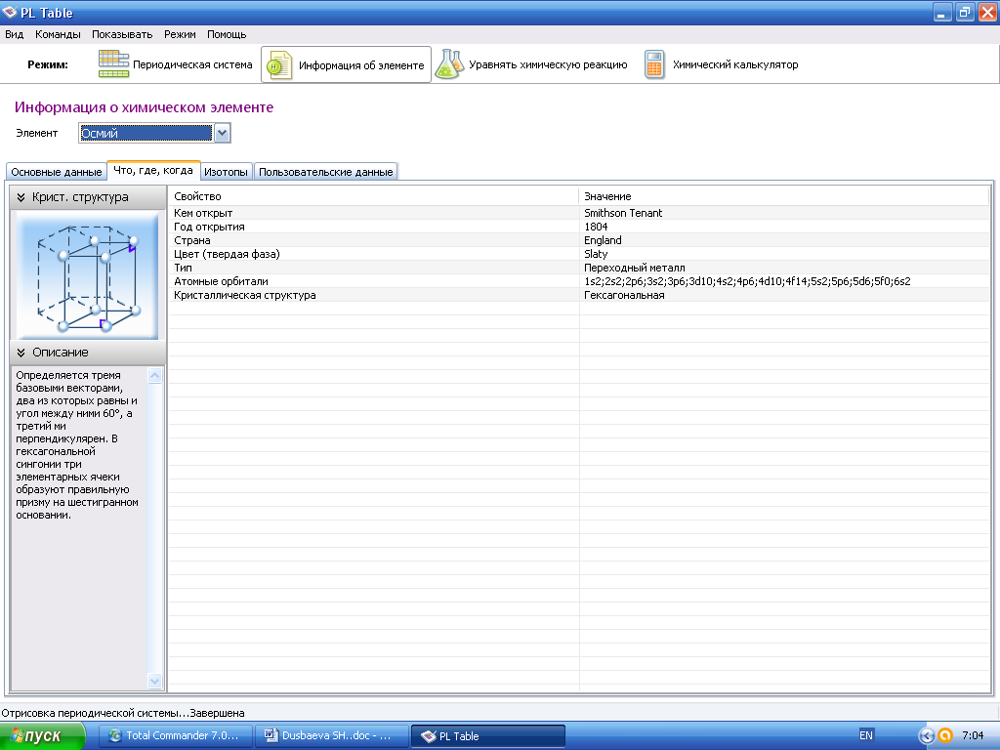 PL Table
Вид Команды Показывать Режим Помощь
Режим: Периодическая система Информация об элементе Уравнять химическую реакцию Химический калькулятор
Информация о химическом элементе
Элемент Осмий
Основные данные Что, где, когда Изотопы Пользовательские данные
Крист. структура
Свойство Значение
Кем открыт Smithson Tenant
Год открытия 1804
Страна England
Цвет (твердая фаза) Slaty
Тип Переходный металл
Атомные орбитали 1s2;2s2;2p6;3s2;3p6;3d10;4s2;4p6;4d10;4f14;5s2;5p6;5d6;5f0;6s2
Кристаллическая структура Гексагональная
Описание
Определяется тремя
базовыми векторами,
два из которых равны и
угол между ними 60°, а
третий ми
перпендикулярен. В
гексагональной
сингонии три
элементарных ячеки
образуют правильную
призму на шестигранном
основании.
Отрисовка периодической системы...Завершена
пуск Total Commander 7.0... Dusbaeva SH..doc - ... PL Table EN 7:04